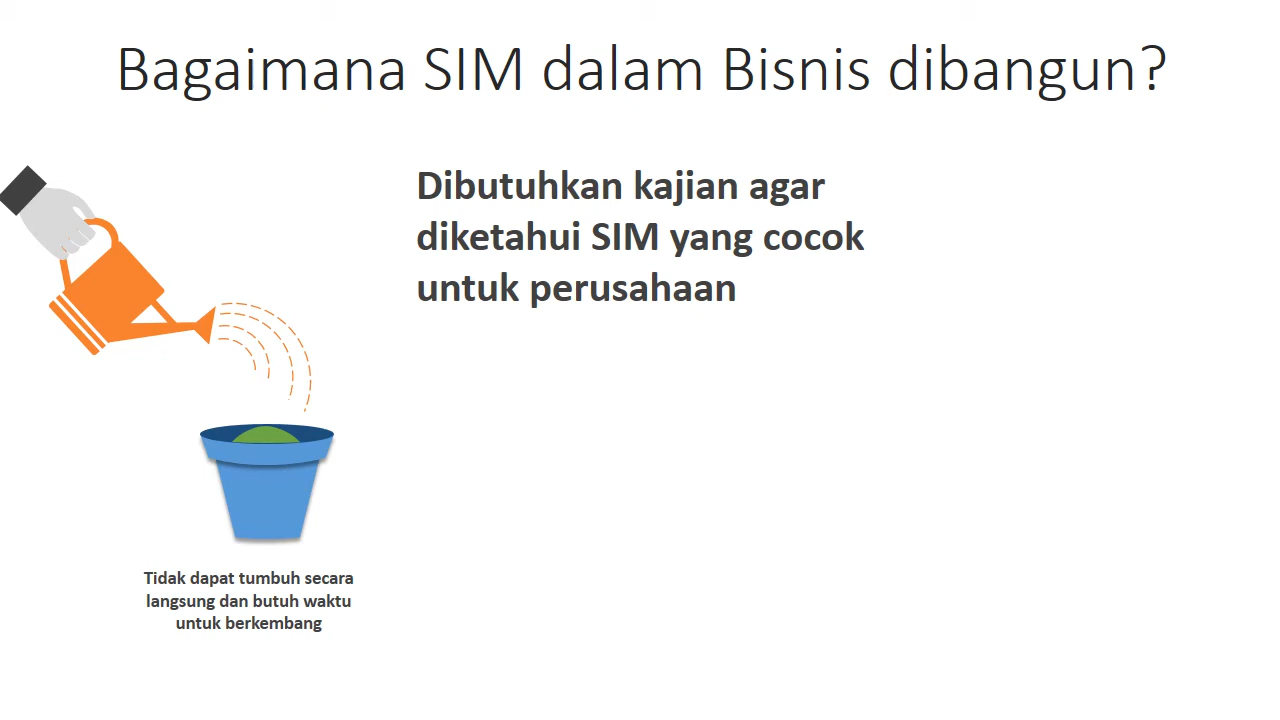 Bagaimana SIM dalam Bisnis dibangun?
Dibutuhkan kajian agar
diketahui SIM yang cocok
untuk perusahaan
Tidak dapat tumbuh secara
langsung dan butuh waktu
untuk berkembang